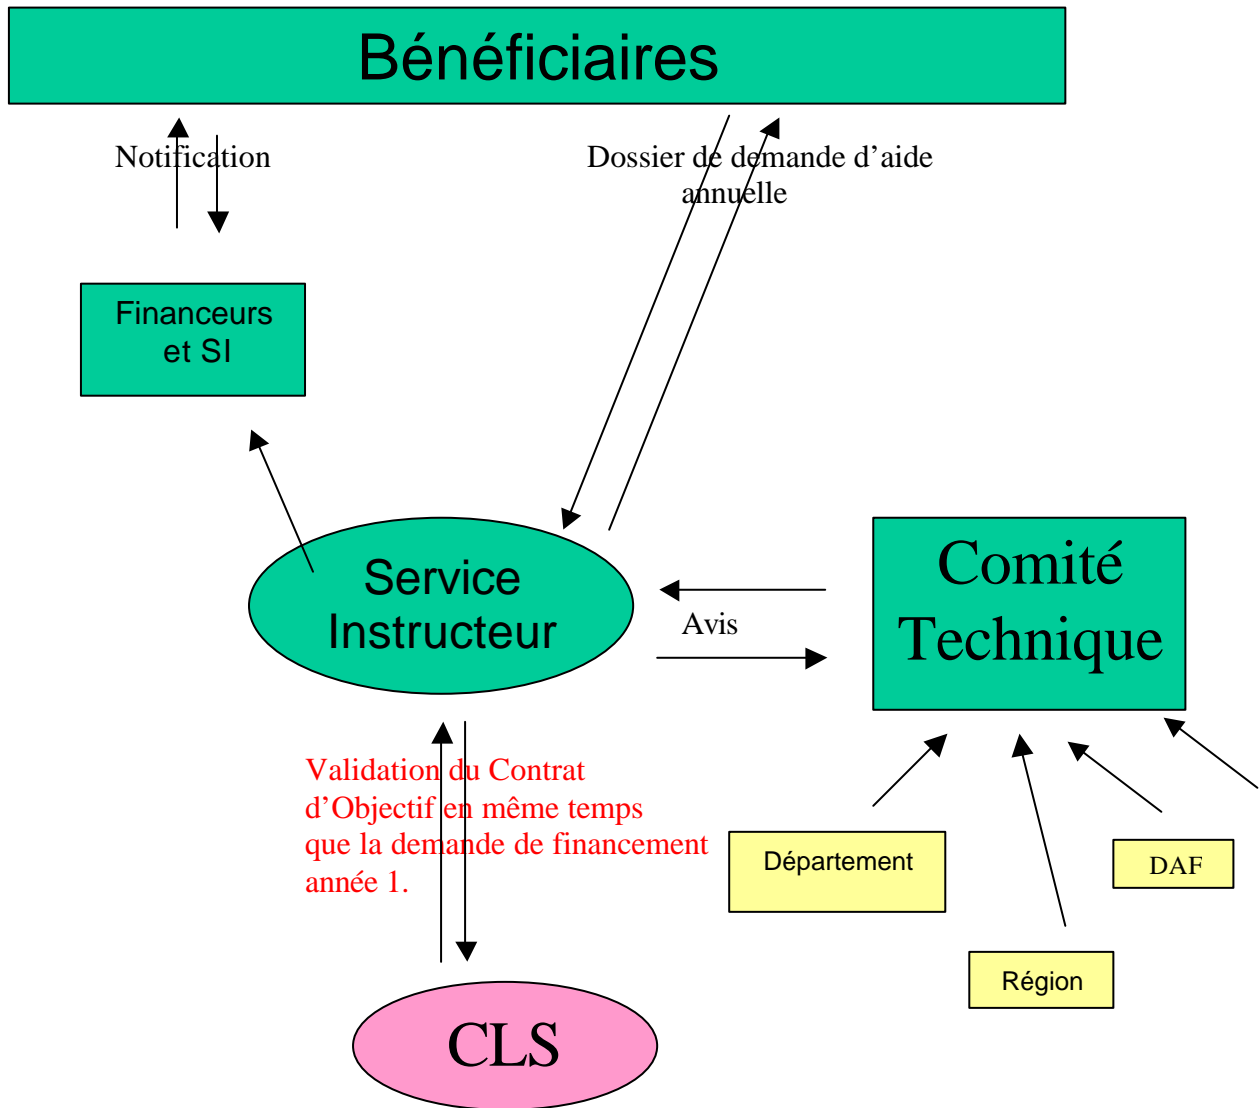 Bénéficiaires
Notification
Dossier de demande d’aide
annuelle
Financeurs
et SI
Service
Instructeur
Avis
Comité
Technique
Validation du Contrat
d’Objectif en même temps
que la demande de financement
année 1.
Département
DAF
Région
CLS